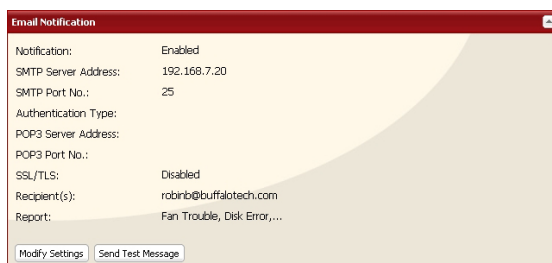 Email Notification
Notification: Enabled
SMTP Server Address: 192.168.7.20
SMTP Port No.: 25
Authentication Type:
POP3 Server Address:
POP3 Port No.:
SSL/TLS: Disabled
Recipient(s): robinb@buffalotech.com
Report: Fan Trouble, Disk Error,...
Modify Settings Send Test Message